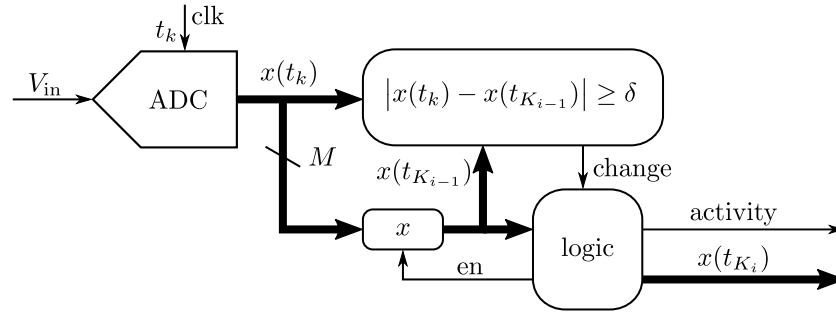 clk
t_k
V_in
ADC
x(t_k)
|x(t_k) − x(t_{K_{i−1}})| ≥ δ
M
x(t_{K_{i−1}})
change
x
logic
activity
en
x(t_{K_i})